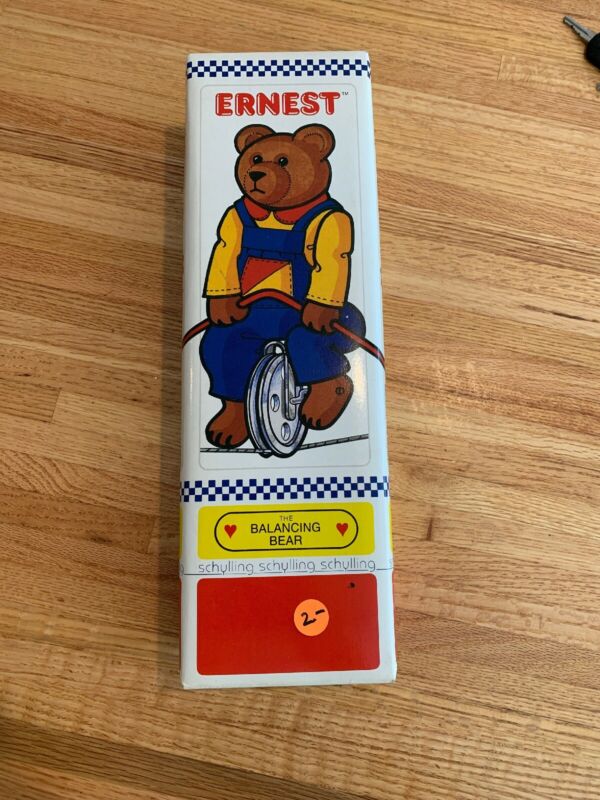 ERNEST™
THE
BALANCING
BEAR
schylling schylling schylling
2.-